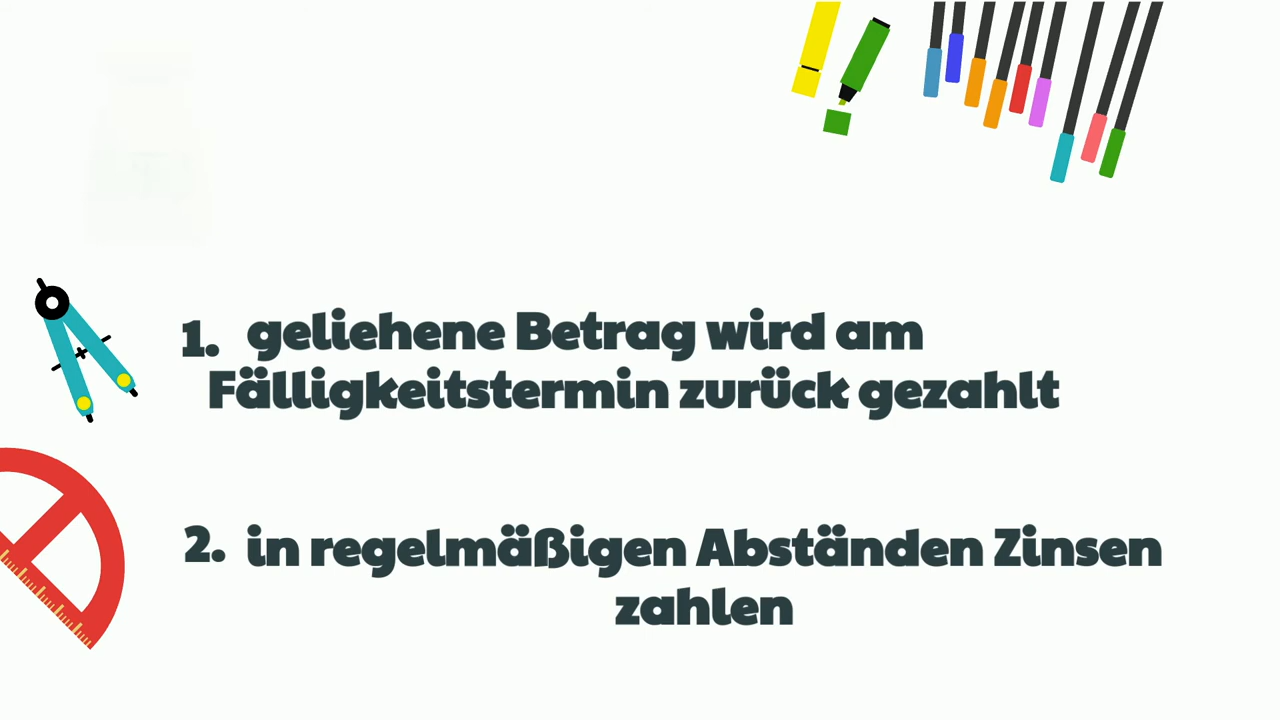 1. geliehene Betrag wird am
Fälligkeitstermin zurück gezahlt
2. in regelmäßigen Abständen Zinsen
zahlen